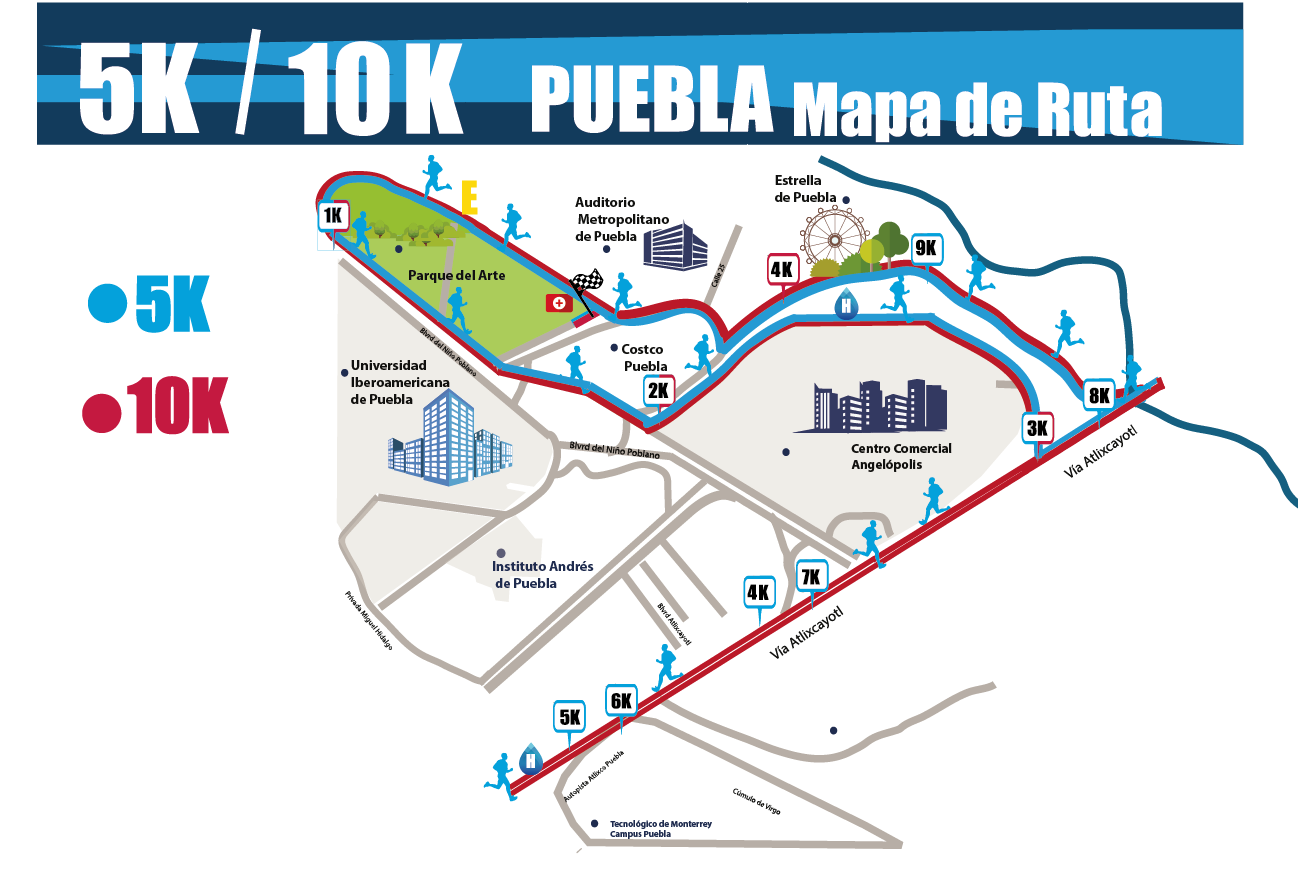 5K / 10K PUEBLA Mapa de Ruta
5K
10K
1K
E
Parque del Arte
Auditorio
Metropolitano
de Puebla
Calle 25
Estrella
de Puebla
4K
9K
H
Costco
Puebla
2K
Blvrd del Niño Poblano
Universidad
Iberoamericana
de Puebla
Blvrd del Niño Poblano
Centro Comercial
Angelópolis
3K
8K
Vía Atlixcayotl
Instituto Andrés
de Puebla
Privada Miguel Hidalgo
Blvrd Atlixcayotl
4K
7K
Vía Atlixcayotl
5K
6K
H
Autopista Atlixco Puebla
Cúmulo de Virgo
Tecnológico de Monterrey
Campus Puebla